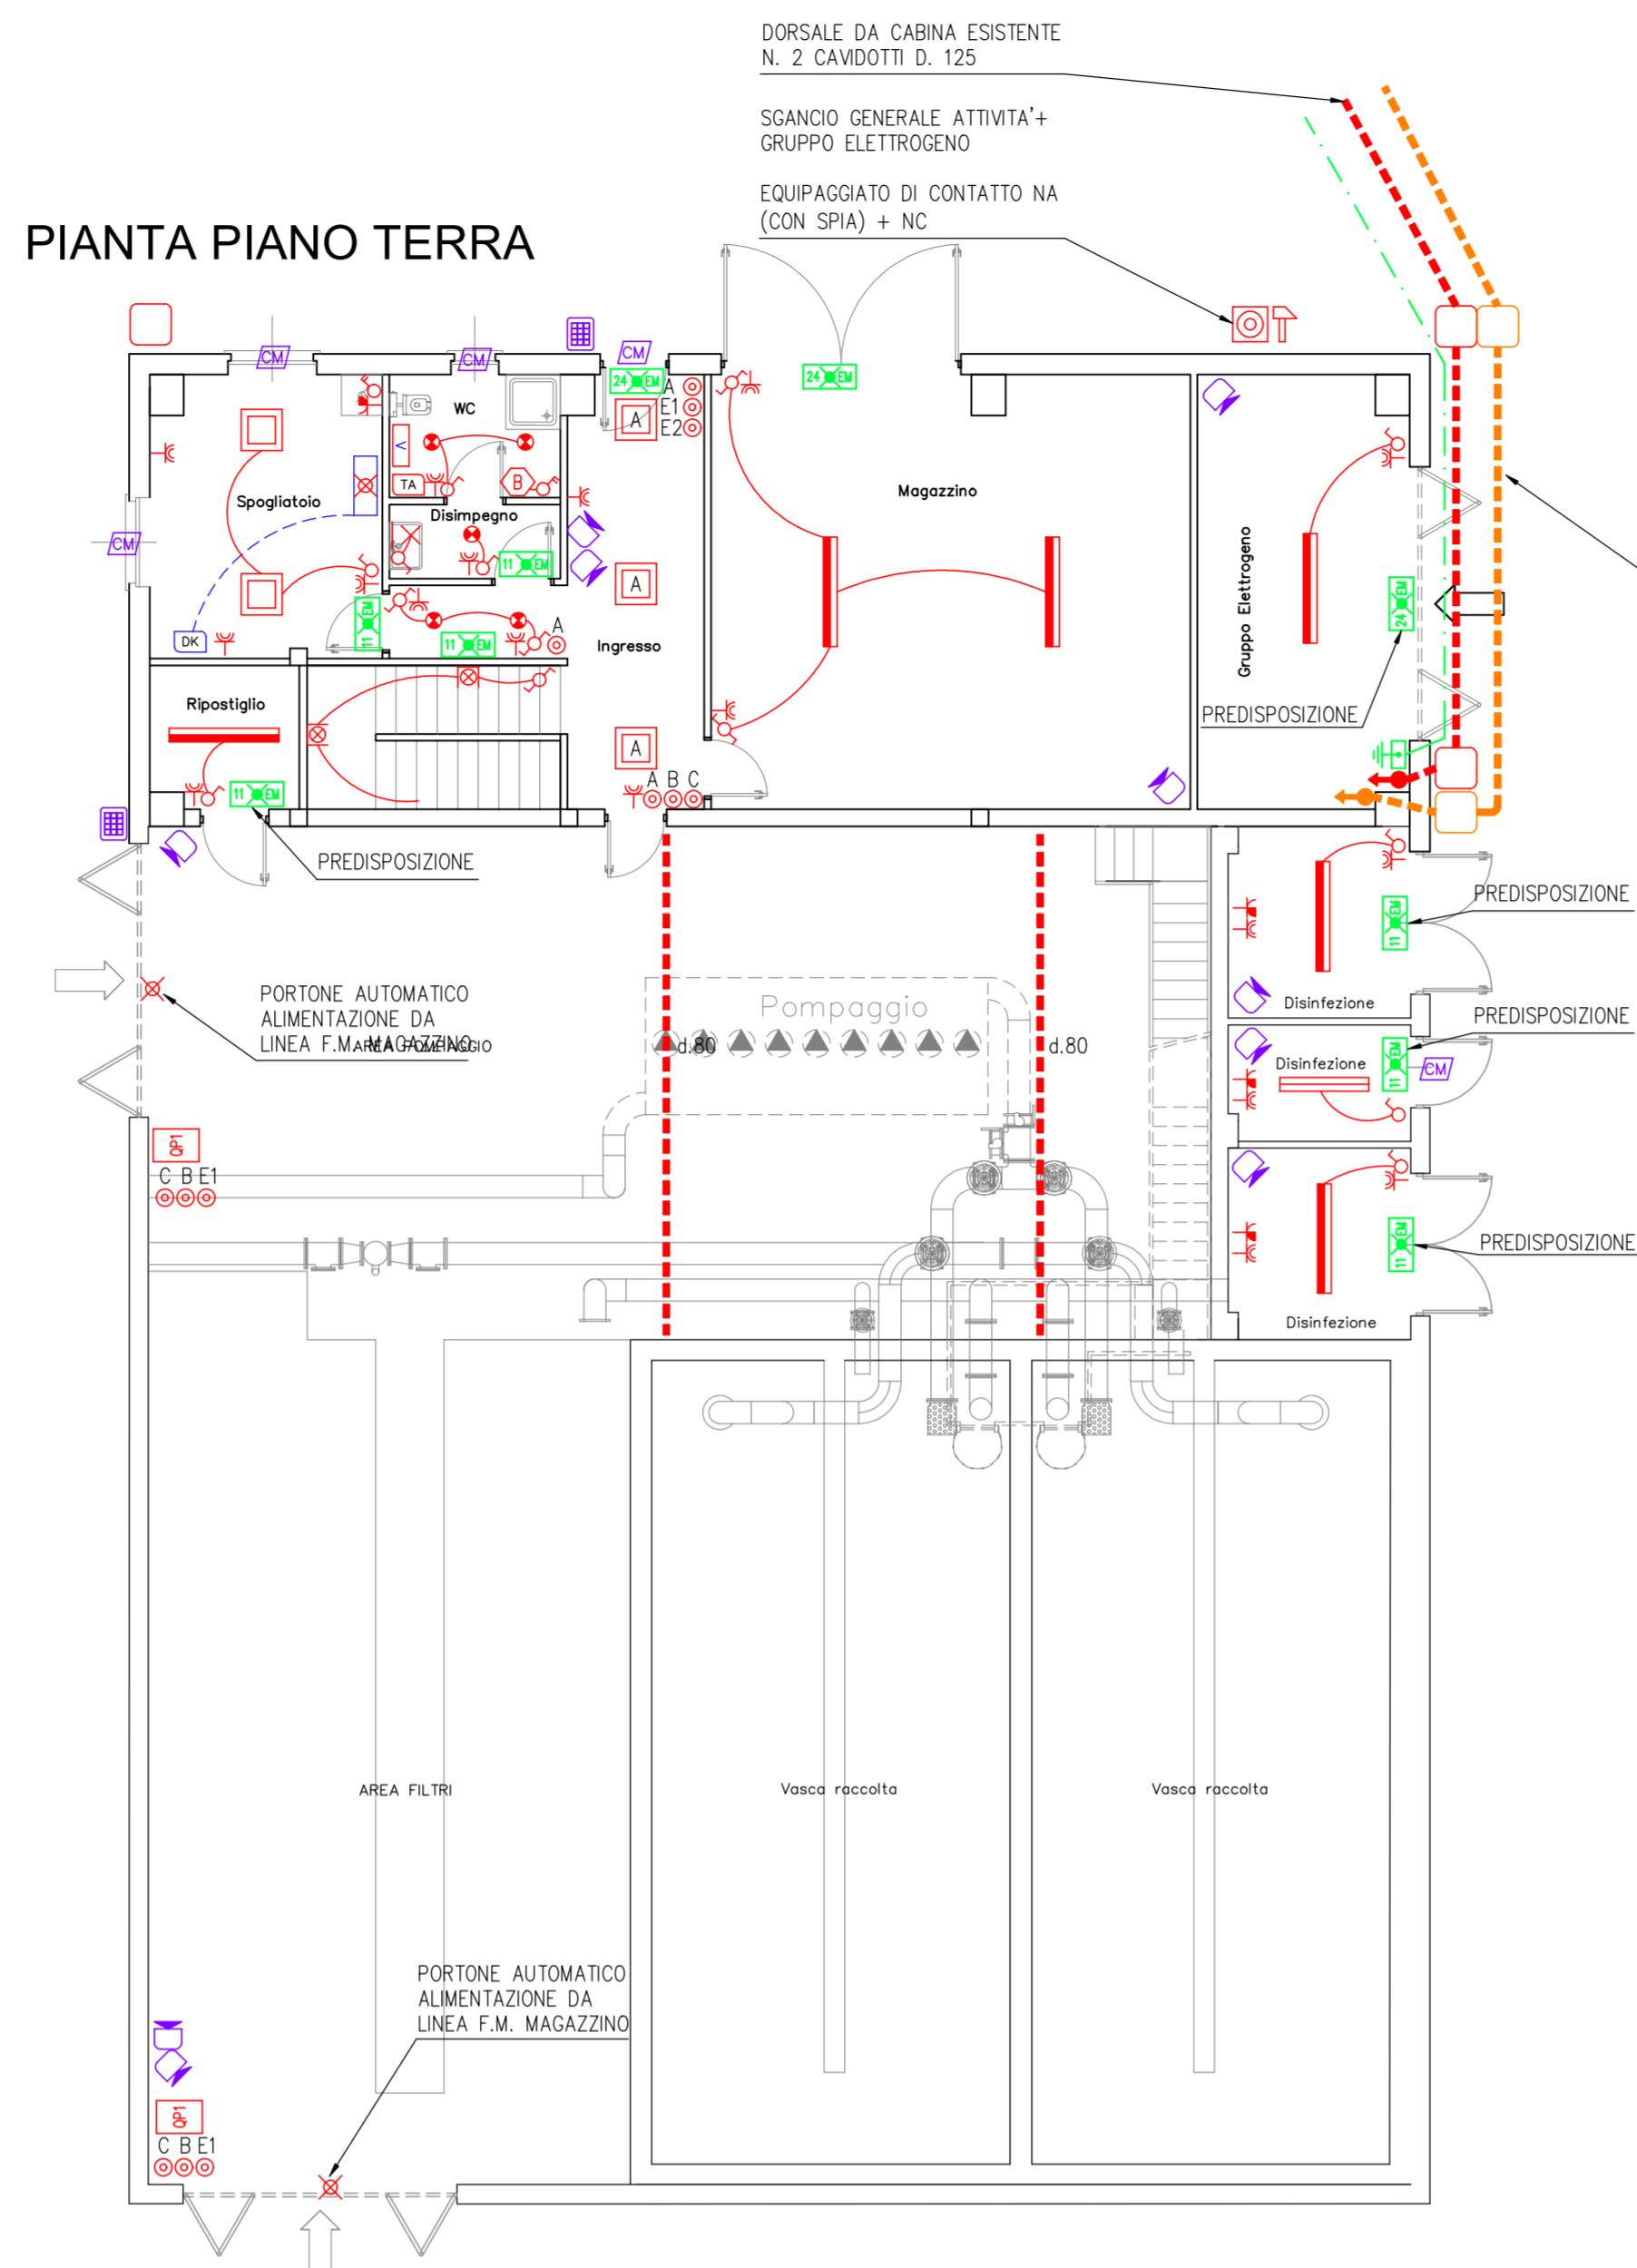 DORSALE DA CABINA ESISTENTE
N. 2 CAVIDOTTI D. 125
SGANCIO GENERALE ATTIVITA'+
GRUPPO ELETTROGENO
EQUIPAGGIATO DI CONTATTO NA
(CON SPIA) + NC
PIANTA PIANO TERRA
CM
CM
CM
24 EM
24 EM
A
E1
E2
A
WC
<
TA
B
Spogliatoio
Disimpegno
Magazzino
CM
11 EM
A
Gruppo Elettrogeno
24 EM
11 EM
DK
11 EM
A
Ingresso
Ripostiglio
PREDISPOSIZIONE
A
A B C
11 EM
PREDISPOSIZIONE
PREDISPOSIZIONE
11 EM
PORTONE AUTOMATICO
ALIMENTAZIONE DA
LINEA F.M. MAGAZZINO
AREA POMPAGGIO
Pompaggio
d.80
d.80
Disinfezione
PREDISPOSIZIONE
Disinfezione
11 EM
CM
QP1
C B E1
11 EM
PREDISPOSIZIONE
Disinfezione
AREA FILTRI
Vasca raccolta
Vasca raccolta
PORTONE AUTOMATICO
ALIMENTAZIONE DA
LINEA F.M. MAGAZZINO
QP1
C B E1